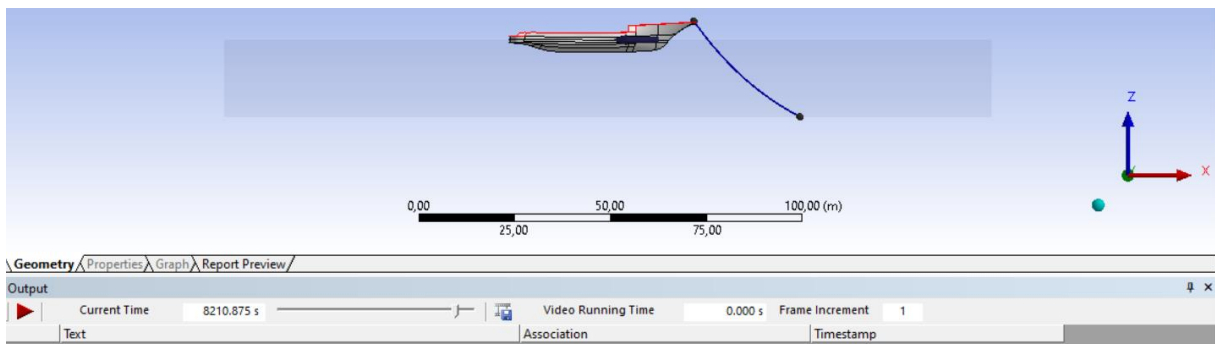 Z
X
0,00 50,00 100,00 (m)
25,00 75,00
Geometry Properties Graph Report Preview
Output
Current Time 8210.875 s Video Running Time 0.000 s Frame Increment 1
Text Association Timestamp